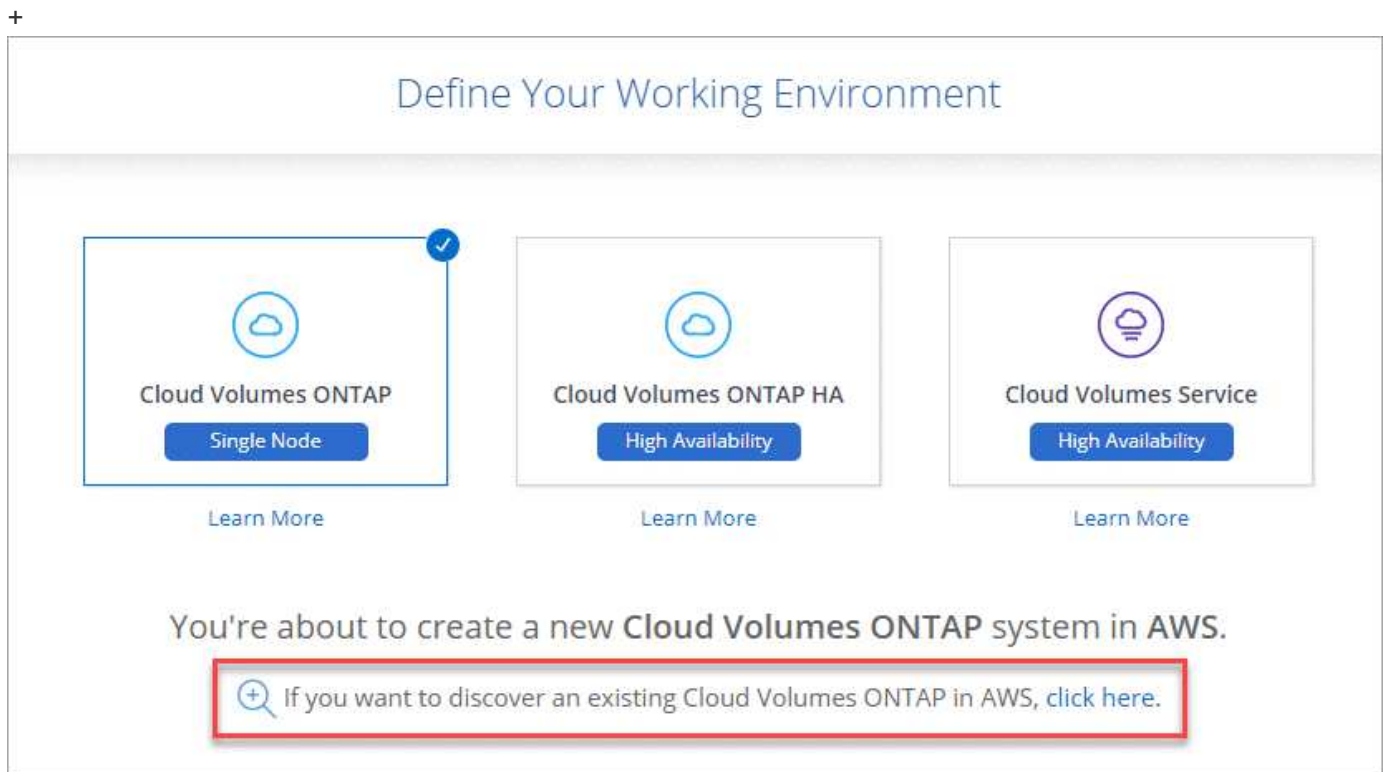 +
Define Your Working Environment
Cloud Volumes ONTAP
Single Node
Learn More
Cloud Volumes ONTAP HA
High Availability
Learn More
Cloud Volumes Service
High Availability
Learn More
You're about to create a new Cloud Volumes ONTAP system in AWS.
If you want to discover an existing Cloud Volumes ONTAP in AWS, click here.